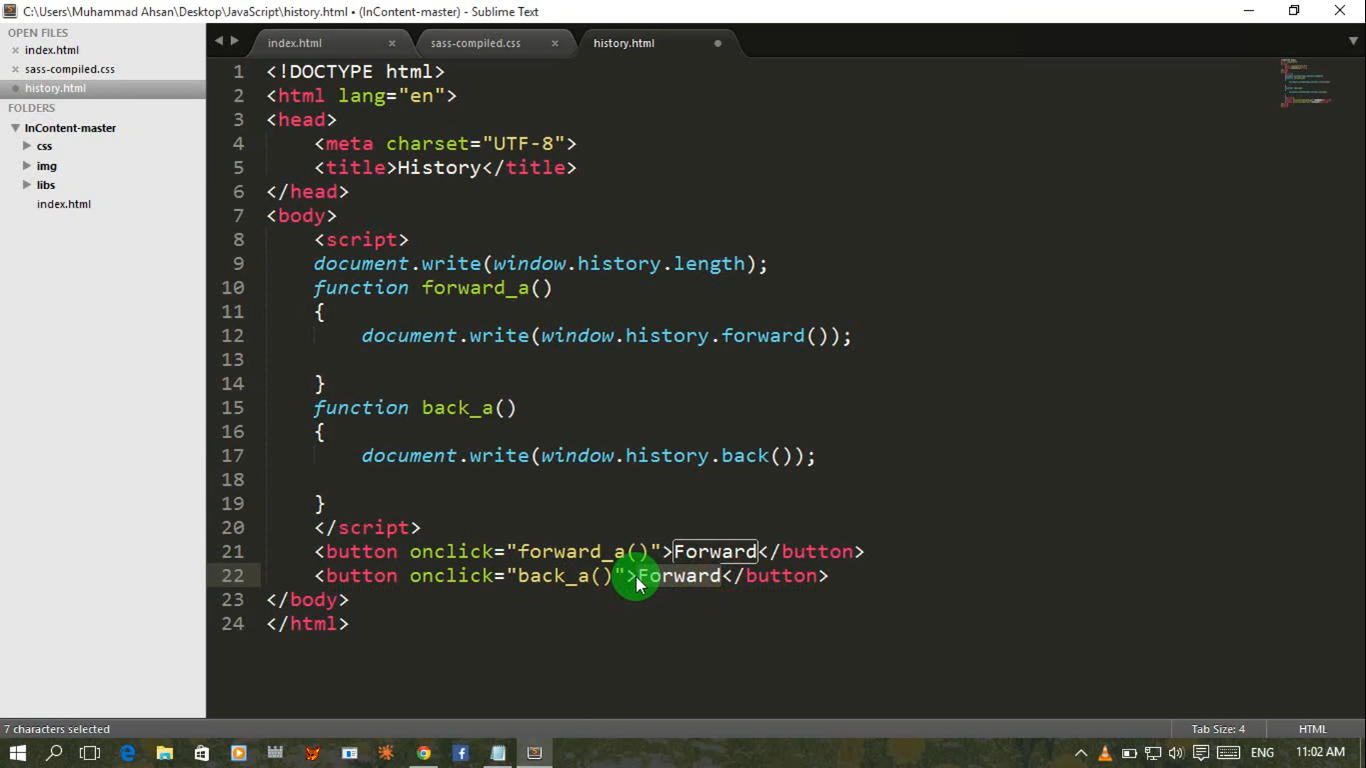 C:\Users\Muhammad Ahsan\Desktop\JavaScript\history.html • (InContent-master) - Sublime Text
OPEN FILES
index.html
sass-compiled.css
history.html
FOLDERS
InContent-master
css
img
libs
index.html
index.html
sass-compiled.css
history.html
1 <!DOCTYPE html>
2 <html lang="en">
3 <head>
4 <meta charset="UTF-8">
5 <title>History</title>
6 </head>
7 <body>
8 <script>
9 document.write(window.history.length);
10 function forward_a()
11 {
12 document.write(window.history.forward());
13
14 }
15 function back_a()
16 {
17 document.write(window.history.back());
18
19 }
20 </script>
21 <button onclick="forward_a()">Forward</button>
22 <button onclick="back_a()">Forward</button>
23 </body>
24 </html>
7 characters selected
Tab Size: 4
HTML
ENG
11:02 AM